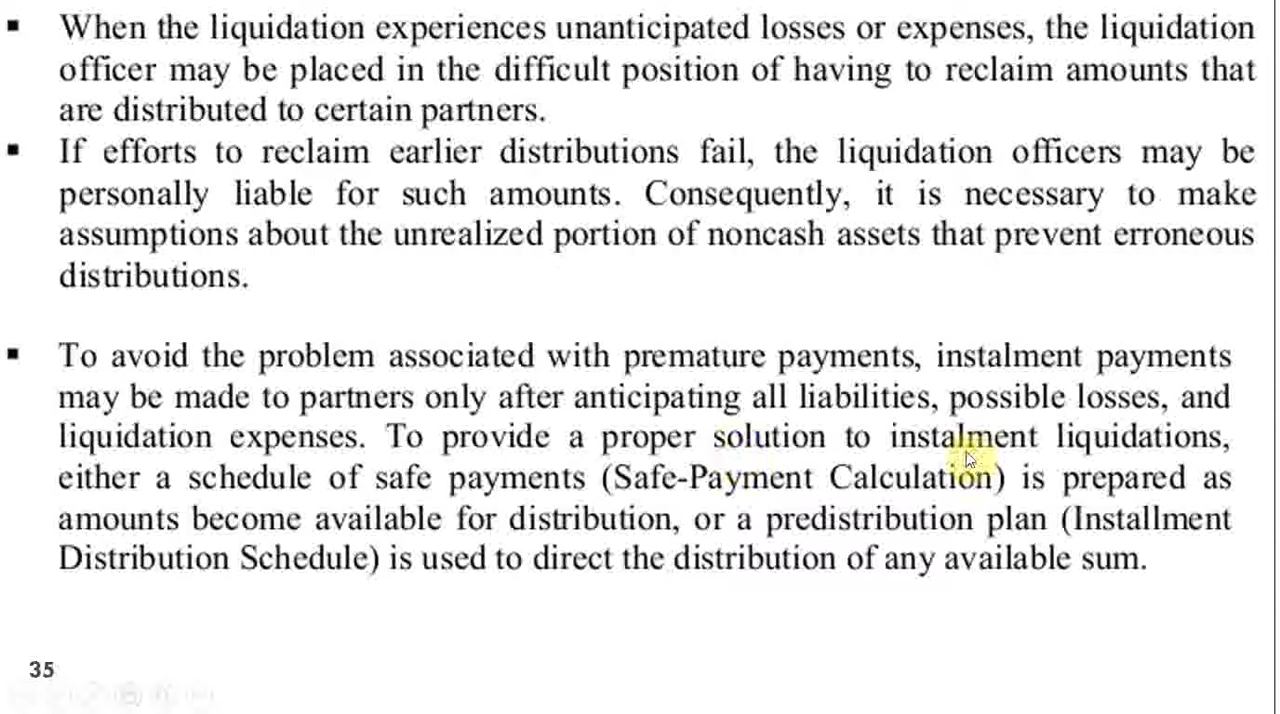 ▪ When the liquidation experiences unanticipated losses or expenses, the liquidation
officer may be placed in the difficult position of having to reclaim amounts that
are distributed to certain partners.
▪ If efforts to reclaim earlier distributions fail, the liquidation officers may be
personally liable for such amounts. Consequently, it is necessary to make
assumptions about the unrealized portion of noncash assets that prevent erroneous
distributions.
▪ To avoid the problem associated with premature payments, instalment payments
may be made to partners only after anticipating all liabilities, possible losses, and
liquidation expenses. To provide a proper solution to instalment liquidations,
either a schedule of safe payments (Safe-Payment Calculation) is prepared as
amounts become available for distribution, or a predistribution plan (Installment
Distribution Schedule) is used to direct the distribution of any available sum.
35